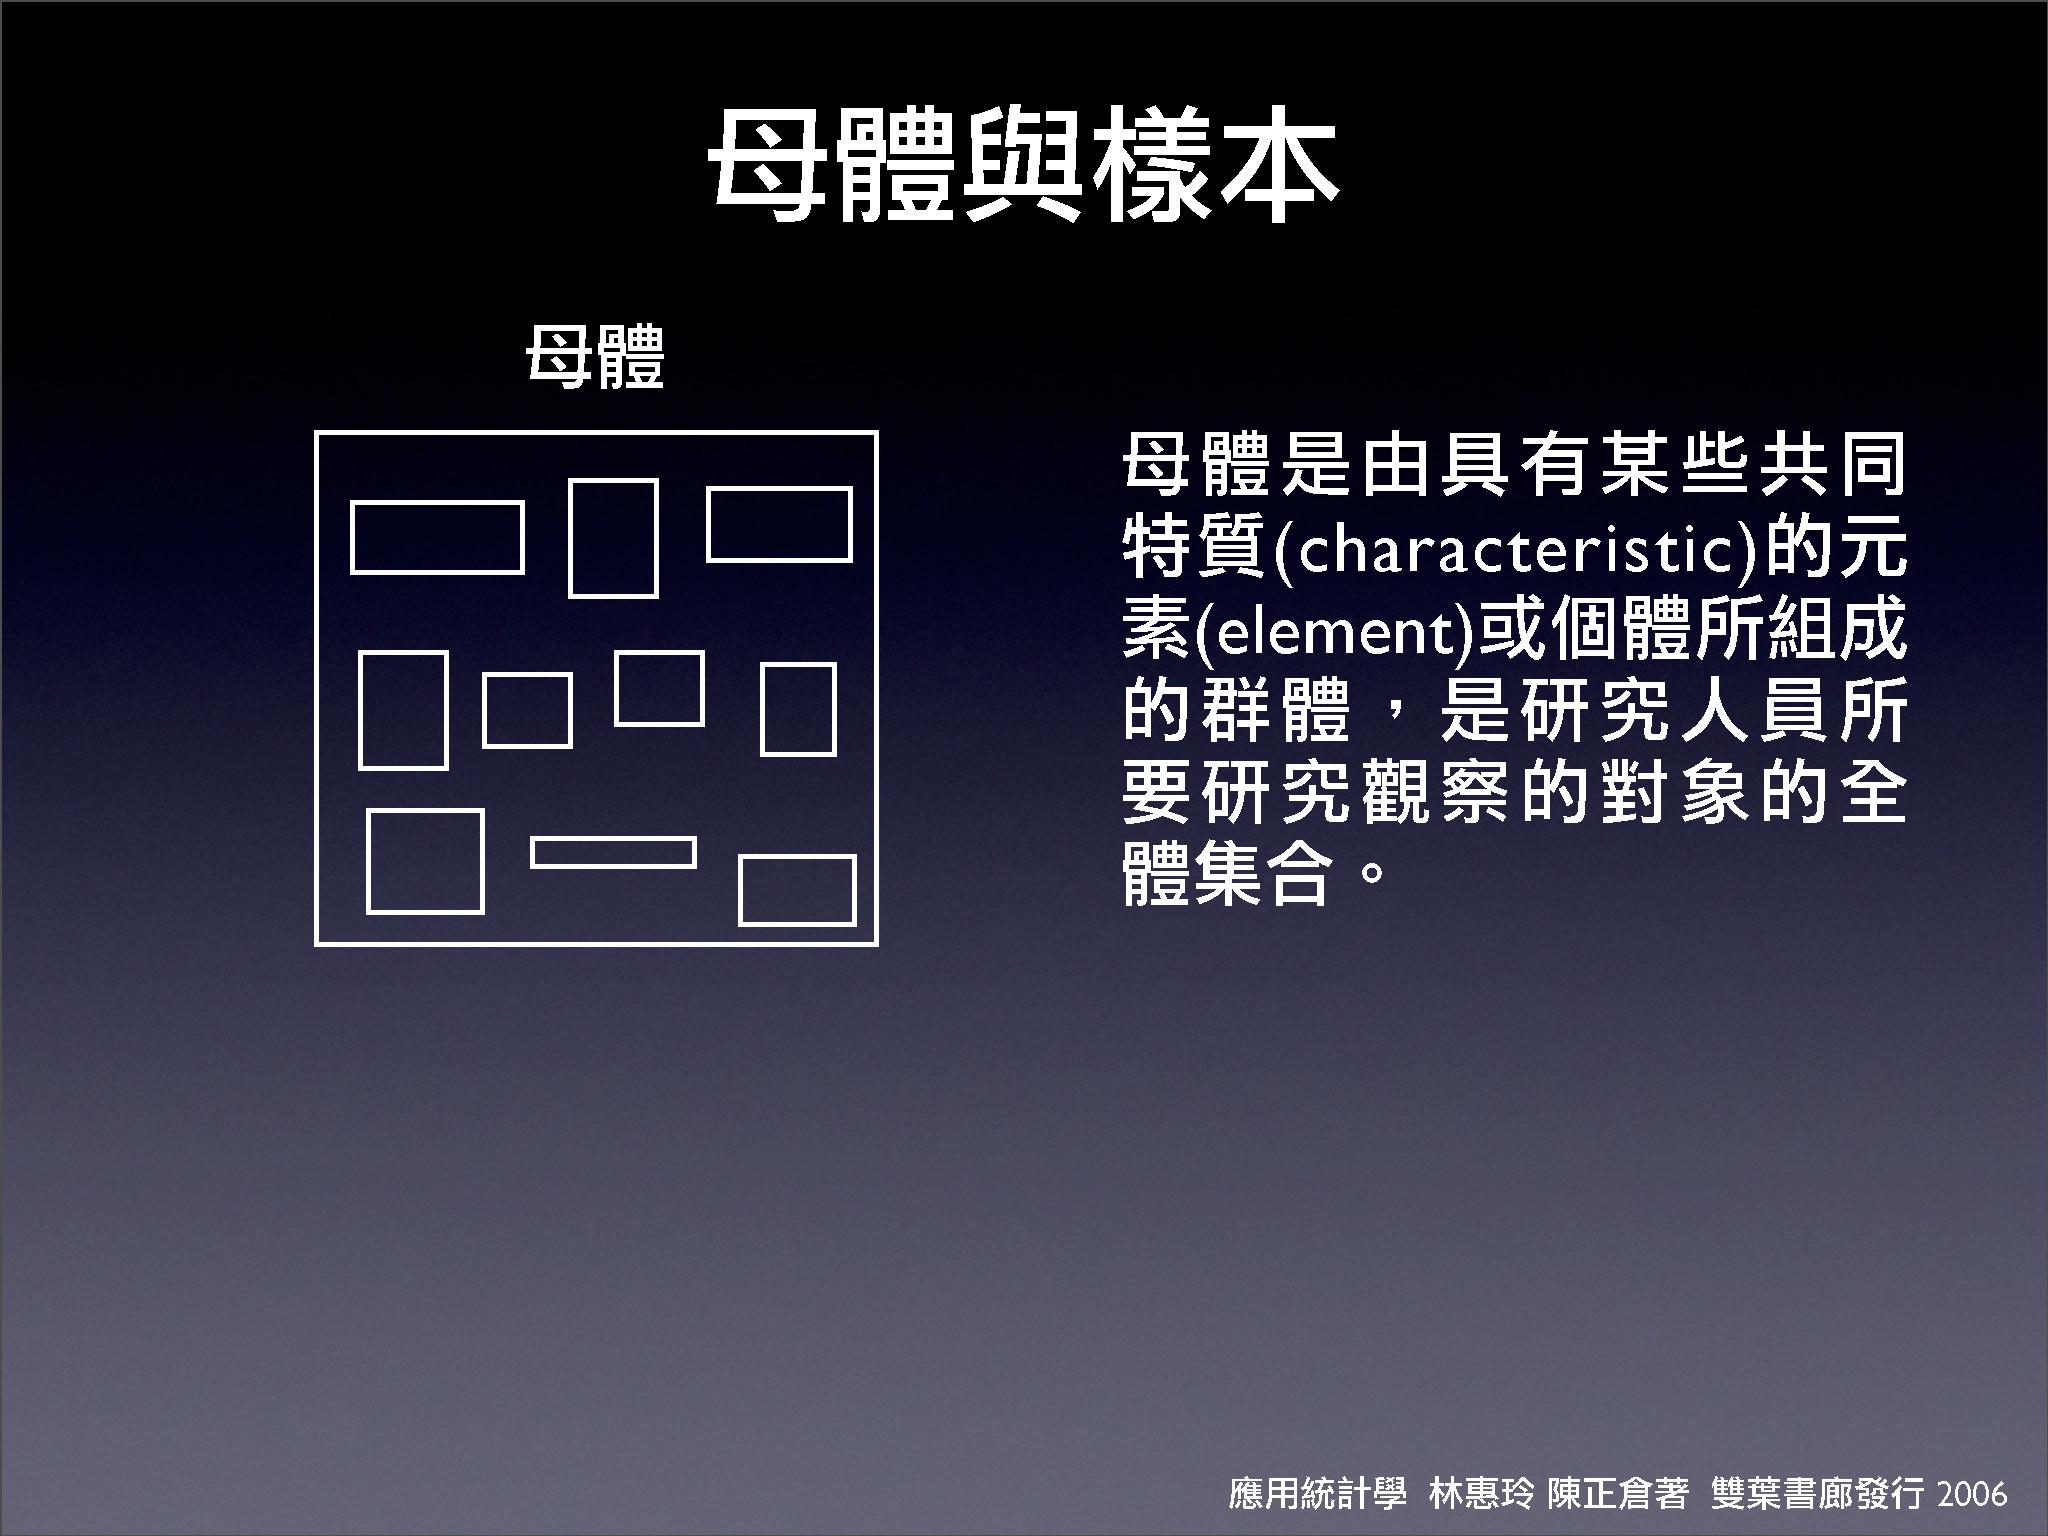 母體與樣本
母體
母體是由具有某些共同
特質(characteristic)的元
素(element)或個體所組成
的群體，是研究人員所
要研究觀察的對象的全
體集合。
應用統計學 林惠玲 陳正倉著 雙葉書廊發行 2006